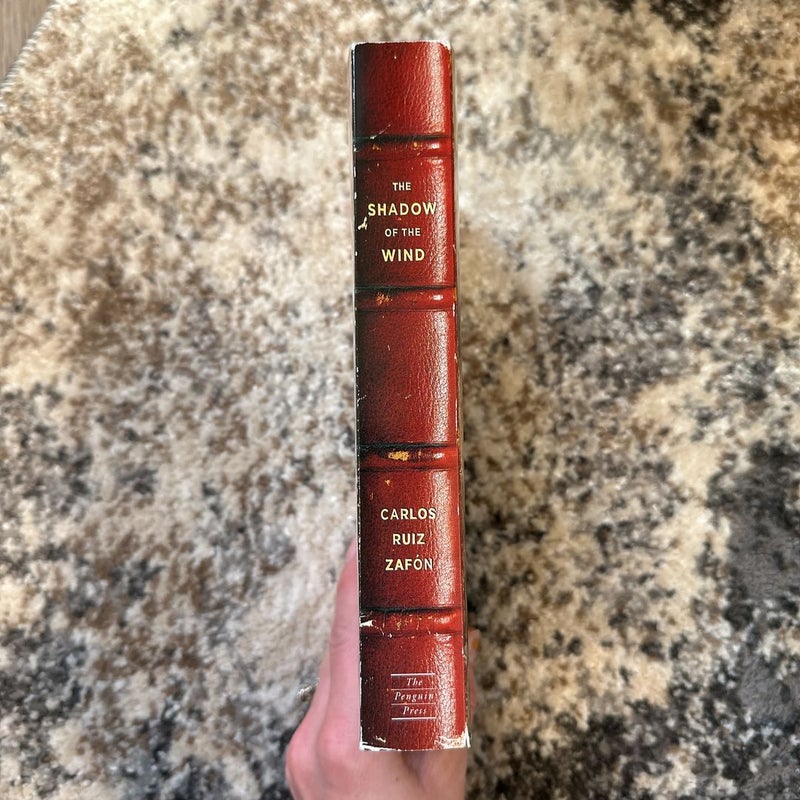 THE
SHADOW
OF THE
WIND
CARLOS
RUIZ
ZAFÓN
The
Penguin
Press